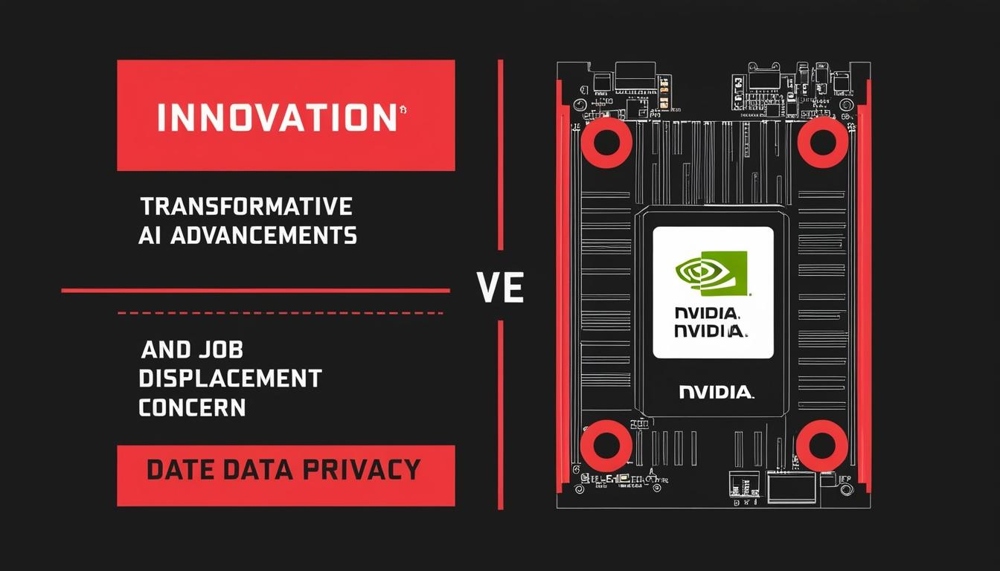 INNOVATION
TRANSFORMATIVE
AI ADVANCEMENTS
AND JOB
DISPLACEMENT
CONCERN
DATE DATA PRIVACY
VE
NVIDIA.
NVIDIA.
NVIDIA.